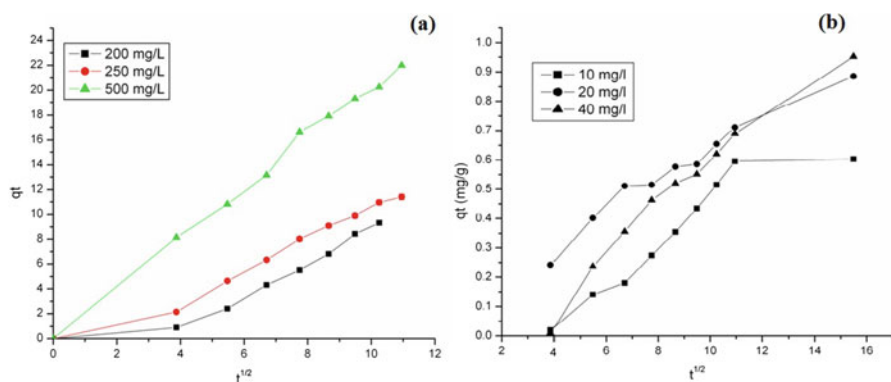 (a)
200 mg/L
250 mg/L
500 mg/L
24
22
20
18
16
14
12
10
8
6
4
2
0
qt
0 2 4 6 8 10 12
t1/2
(b)
10 mg/l
20 mg/l
40 mg/l
1.0
0.9
0.8
0.7
0.6
0.5
0.4
0.3
0.2
0.1
0.0
qt (mg/g)
2 4 6 8 10 12 14 16
t1/2